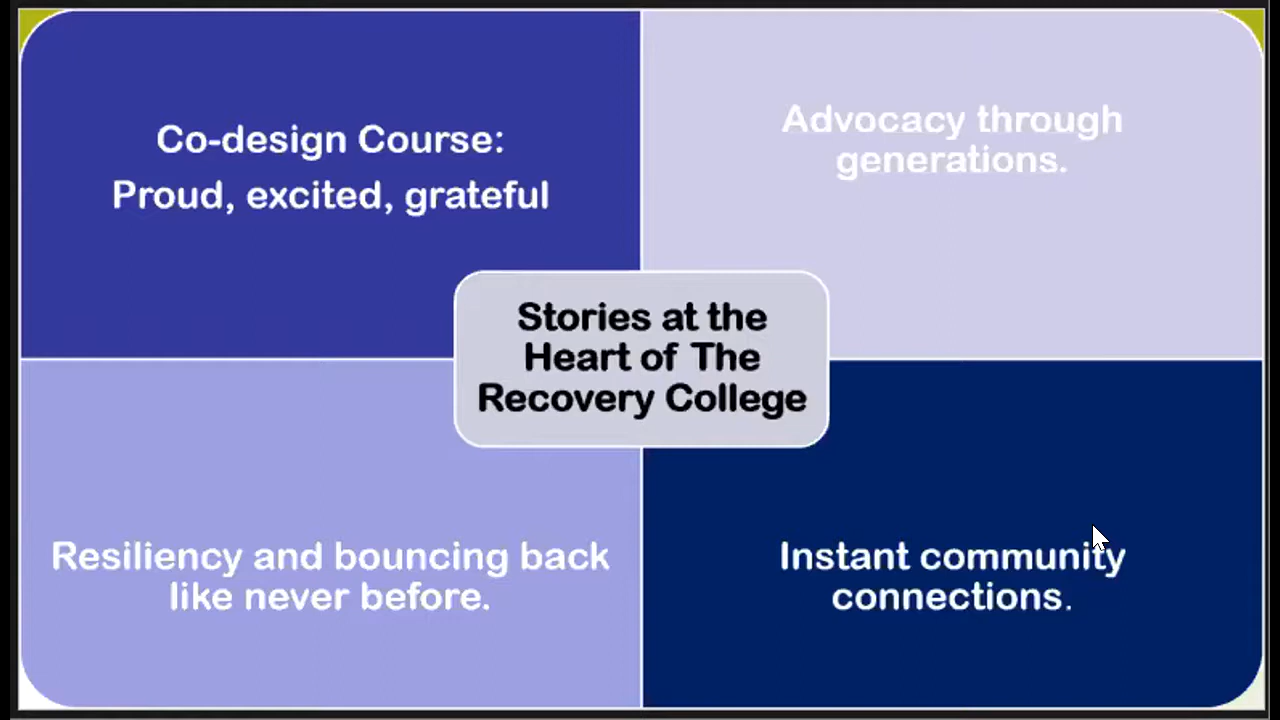 Co-design Course:
Proud, excited, grateful
Advocacy through
generations.
Stories at the
Heart of The
Recovery College
Resiliency and bouncing back
like never before.
Instant community
connections.